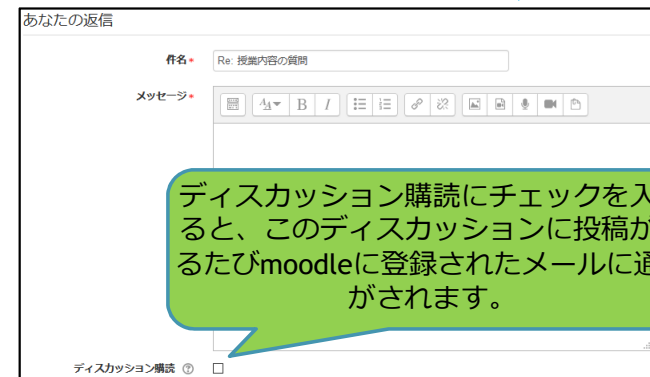 あなたの返信
件名*
Re: 授業内容の質問
メッセージ*
B I
ディスカッション購読にチェックを入
ると、このディスカッションに投稿が
るたびmoodleに登録されたメールに通
がされます。
ディスカッション購読